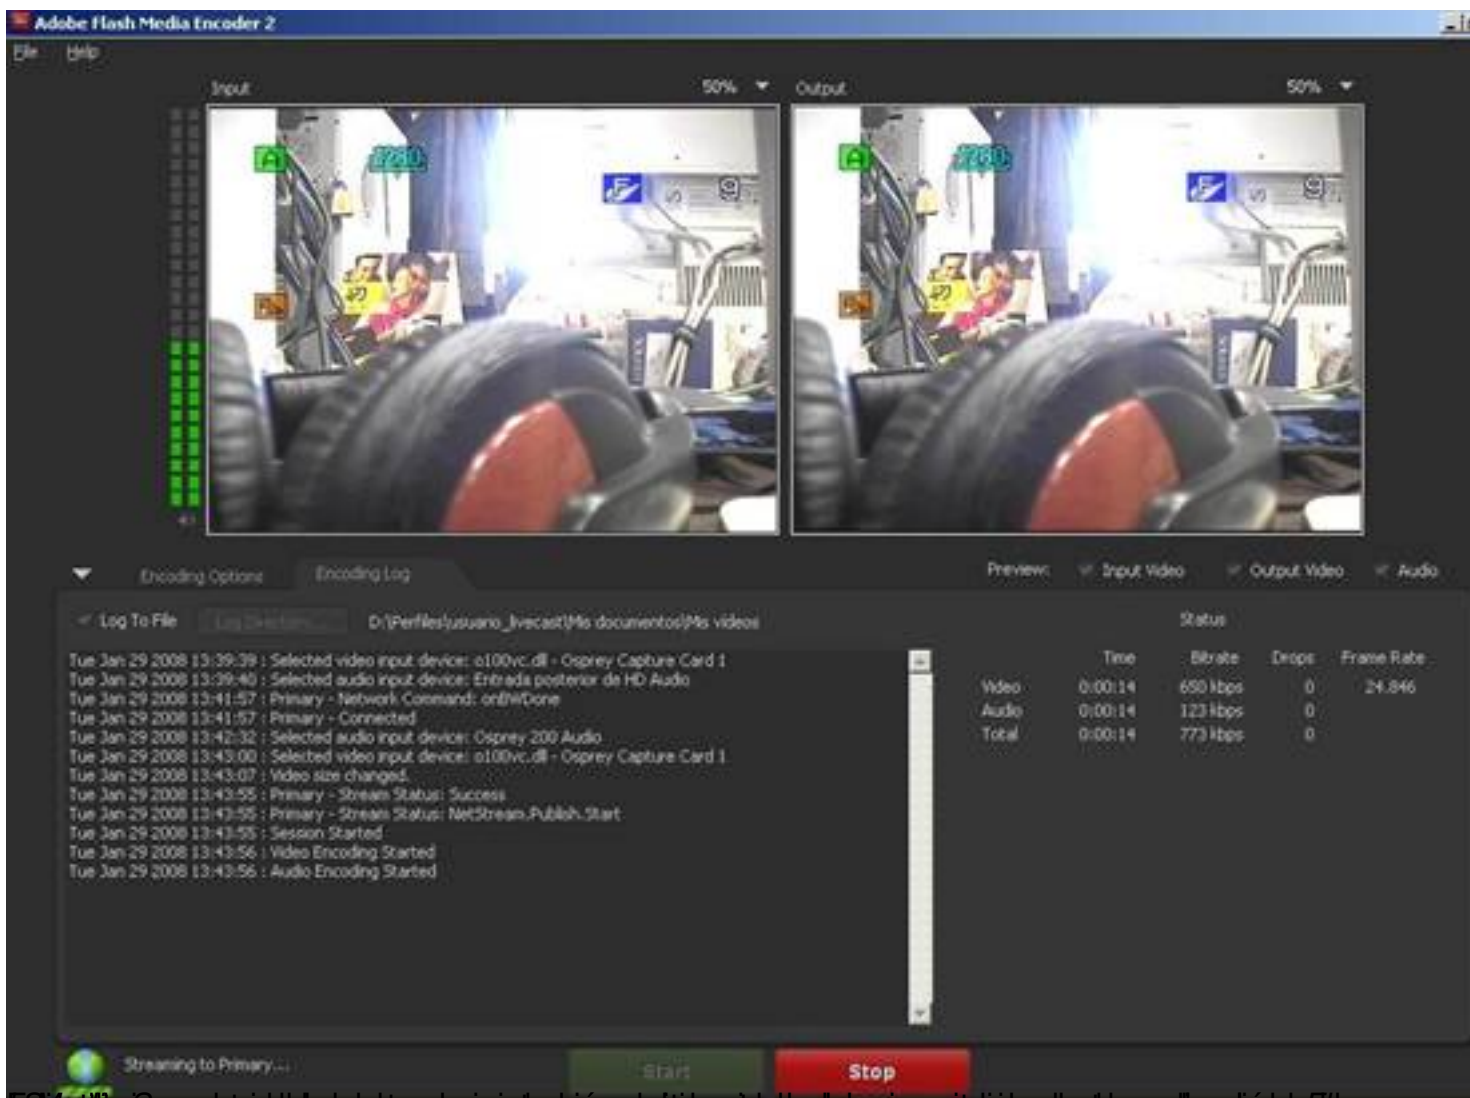 Adobe Flash Media Encoder 2
File Help
Input 50% Output 50%
A
F
S
9
Encoding Options Encoding Log Preview: Input Video Output Video Audio
Log To File D:\Perfiles\usuario_livecast\Mis documentos\Mis vídeos Status
Tue Jan 29 2008 13:39:39 : Selected video input device: o100vc.dll - Osprey Capture Card 1
Tue Jan 29 2008 13:39:40 : Selected audio input device: Entrada posterior de HD Audio
Tue Jan 29 2008 13:41:57 : Primary - Network Command: onBWDone
Tue Jan 29 2008 13:41:57 : Primary - Connected
Tue Jan 29 2008 13:42:32 : Selected audio input device: Osprey 200 Audio
Tue Jan 29 2008 13:43:00 : Selected video input device: o100vc.dll - Osprey Capture Card 1
Tue Jan 29 2008 13:43:07 : Video size changed.
Tue Jan 29 2008 13:43:55 : Primary - Stream Status: Success
Tue Jan 29 2008 13:43:55 : Primary - Stream Status: NetStream.Publish.Start
Tue Jan 29 2008 13:43:55 : Session Started
Tue Jan 29 2008 13:43:56 : Video Encoding Started
Tue Jan 29 2008 13:43:56 : Audio Encoding Started
Time Bitrate Drops Frame Rate
Video 0:00:14 650 kbps 0 24.846
Audio 0:00:14 123 kbps 0
Total 0:00:14 773 kbps 0
Streaming to Primary...
Start Stop